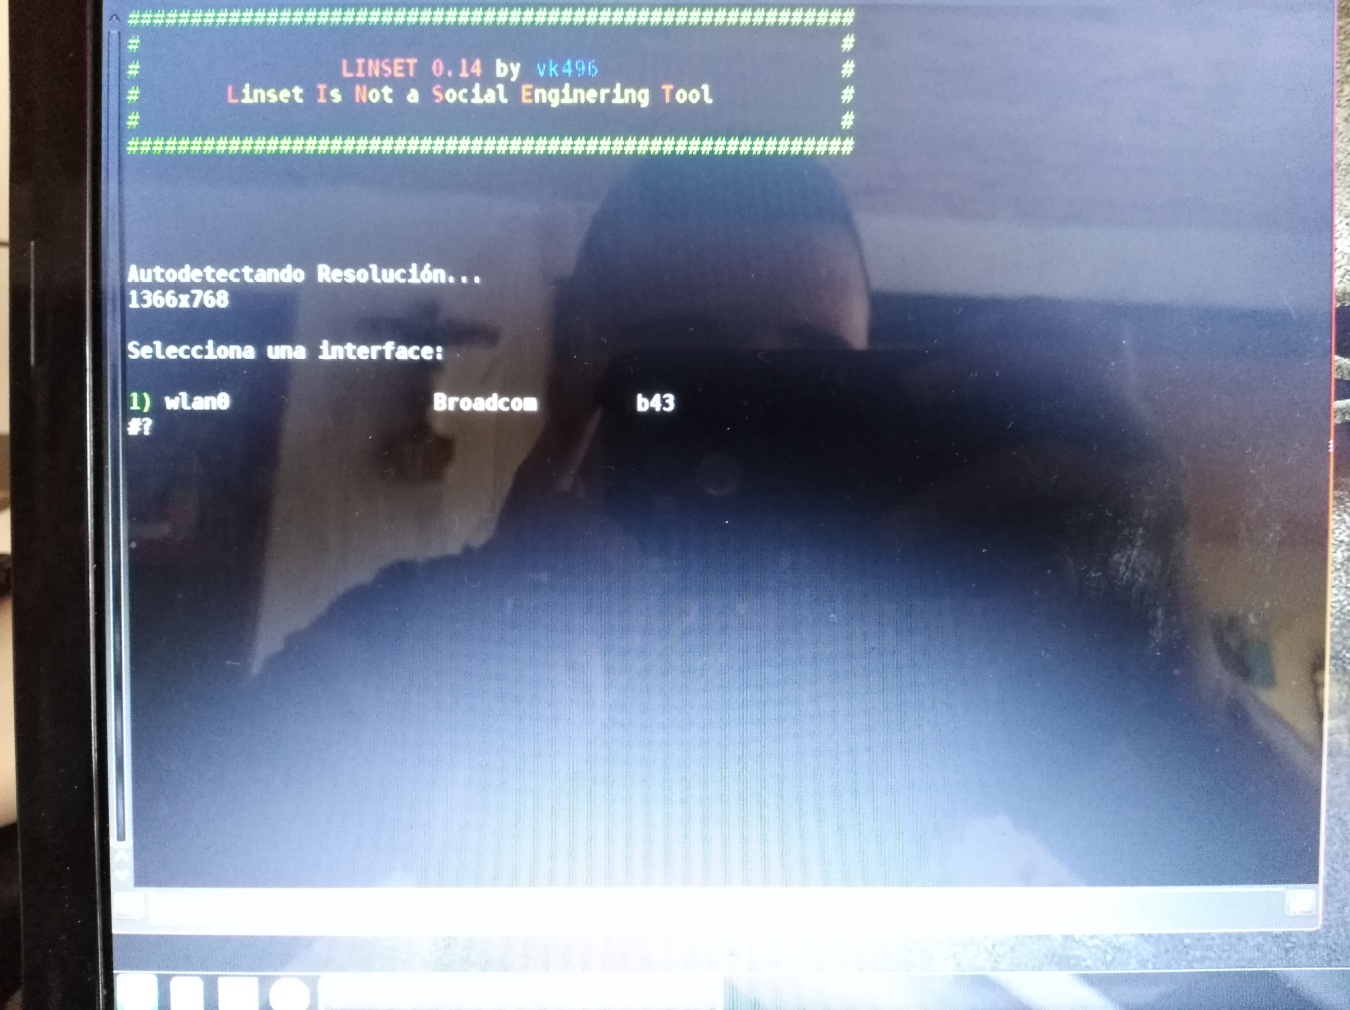 ##########################################################
# #
# LINSET 0.14 by vk496 #
# Linset Is Not a Social Enginering Tool #
# #
##########################################################
Autodetectando Resolución...
1366x768
Selecciona una interface:
1) wlan0 Broadcom b43
#?